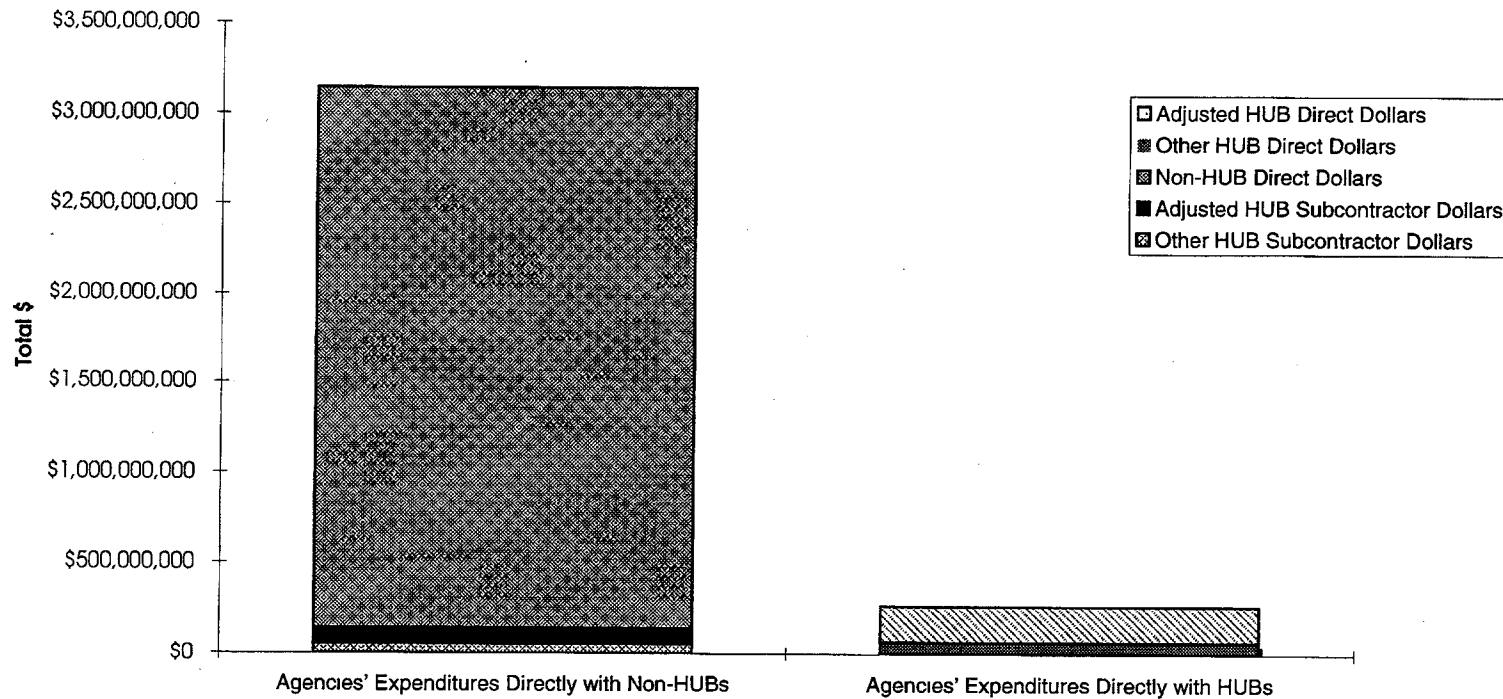 $3,500,000,000
$3,000,000,000
$2,500,000,000
$2,000,000,000
$1,500,000,000
$1,000,000,000
$500,000,000
$0
Total $
Agencies' Expenditures Directly with Non-HUBs
Agencies' Expenditures Directly with HUBs
Adjusted HUB Direct Dollars
Other HUB Direct Dollars
Non-HUB Direct Dollars
Adjusted HUB Subcontractor Dollars
Other HUB Subcontractor Dollars